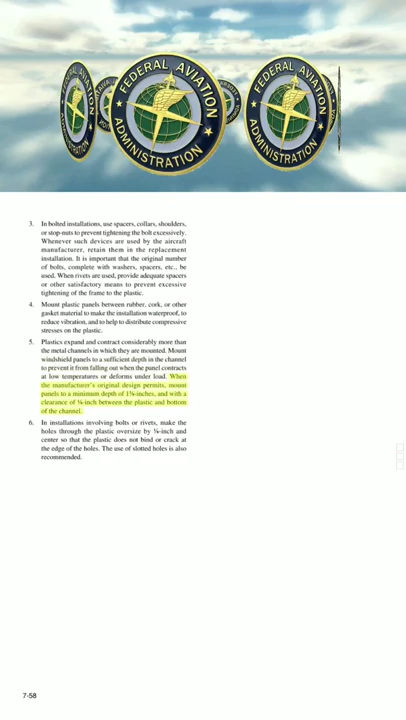 FEDERAL AVIATION
ADMINISTRATION
FEDERAL AVIATION
ADMINISTRATION
FEDERAL AVIATION
ADMINISTRATION
3. In bolted installations, use spacers, collars, shoulders,
or stop-nuts to prevent tightening the bolt excessively.
Whenever such devices are used by the aircraft
manufacturer, retain them in the replacement
installation. It is important that the original number
of bolts, complete with washers, spacers, etc., be
used. When rivets are used, provide adequate spacers
or other satisfactory means to prevent excessive
tightening of the frame to the plastic.
4. Mount plastic panels between rubber, cork, or other
gasket material to make the installation waterproof, to
reduce vibration, and to help to distribute compressive
stresses on the plastic.
5. Plastics expand and contract considerably more than
the metal channels in which they are mounted. Mount
windshield panels to a sufficient depth in the channel
to prevent it from falling out when the panel contracts
at low temperatures or deforms under load. When
the manufacturer's original design permits, mount
panels to a minimum depth of 1⅛-inches, and with a
clearance of ⅛-inch between the plastic and bottom
of the channel.
6. In installations involving bolts or rivets, make the
holes through the plastic oversize by ⅛-inch and
center so that the plastic does not bind or crack at
the edge of the holes. The use of slotted holes is also
recommended.
7-58